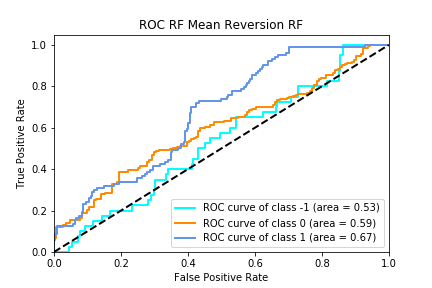 ROC RF Mean Reversion RF
True Positive Rate
1.0
0.8
0.6
0.4
0.2
0.0
ROC curve of class -1 (area = 0.53)
ROC curve of class 0 (area = 0.59)
ROC curve of class 1 (area = 0.67)
0.0 0.2 0.4 0.6 0.8 1.0
False Positive Rate